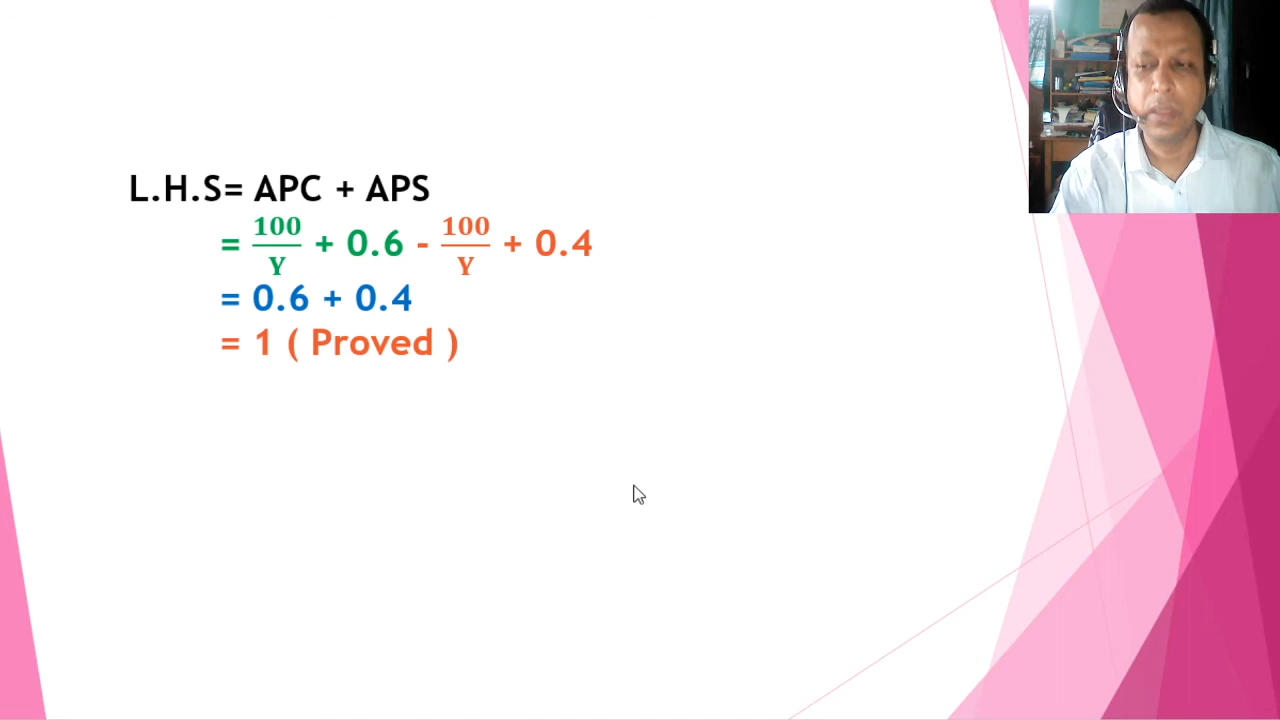 L.H.S= APC + APS
= 100/Y + 0.6 - 100/Y + 0.4
= 0.6 + 0.4
= 1 ( Proved )